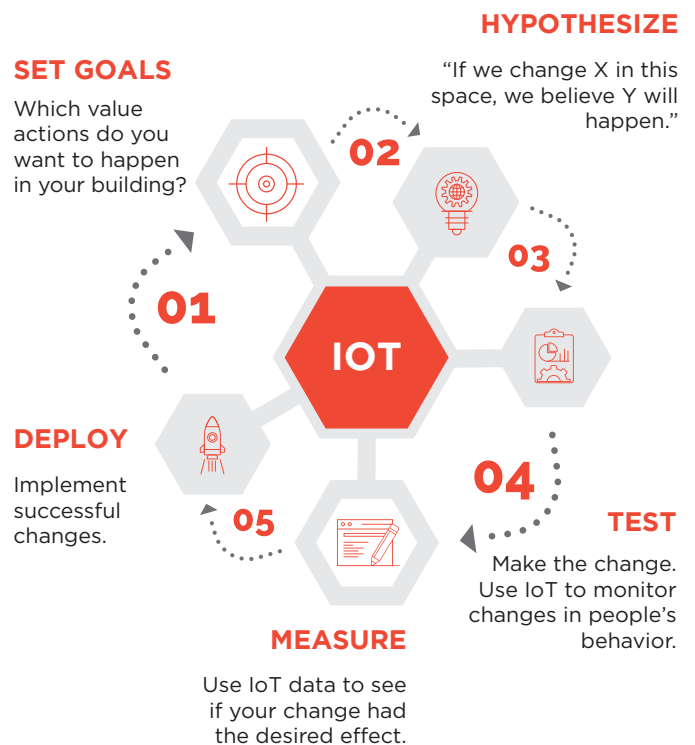 SET GOALS
Which value
actions do you
want to happen
in your building?
01
02
HYPOTHESIZE
“If we change X in this
space, we believe Y will
happen.”
03
IOT
04
TEST
Make the change.
Use IoT to monitor
changes in people’s
behavior.
MEASURE
Use IoT data to see
if your change had
the desired effect.
05
DEPLOY
Implement
successful
changes.